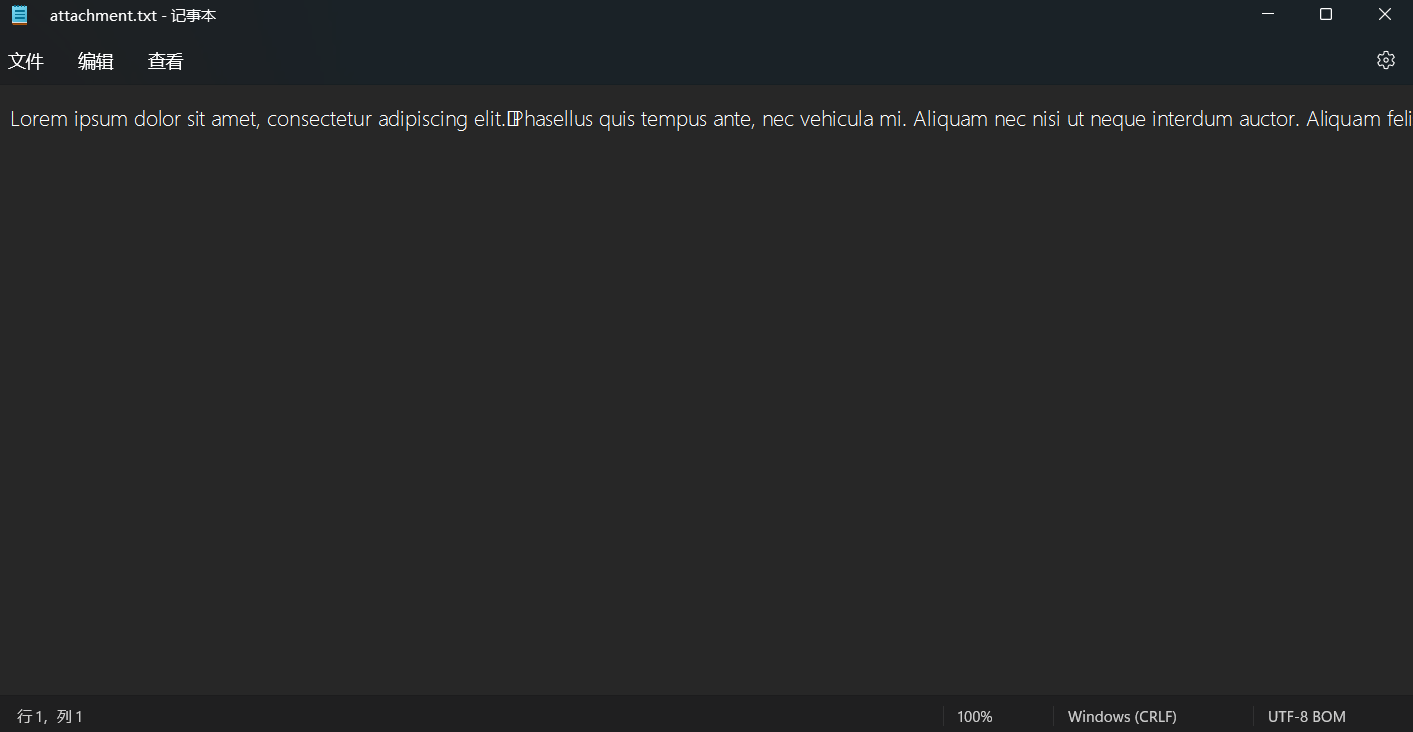 attachment.txt - 记事本
文件 编辑 查看
Lorem ipsum dolor sit amet, consectetur adipiscing elit. Phasellus quis tempus ante, nec vehicula mi. Aliquam nec nisi ut neque interdum auctor. Aliquam feli
行 1, 列 1 100% Windows (CRLF) UTF-8 BOM